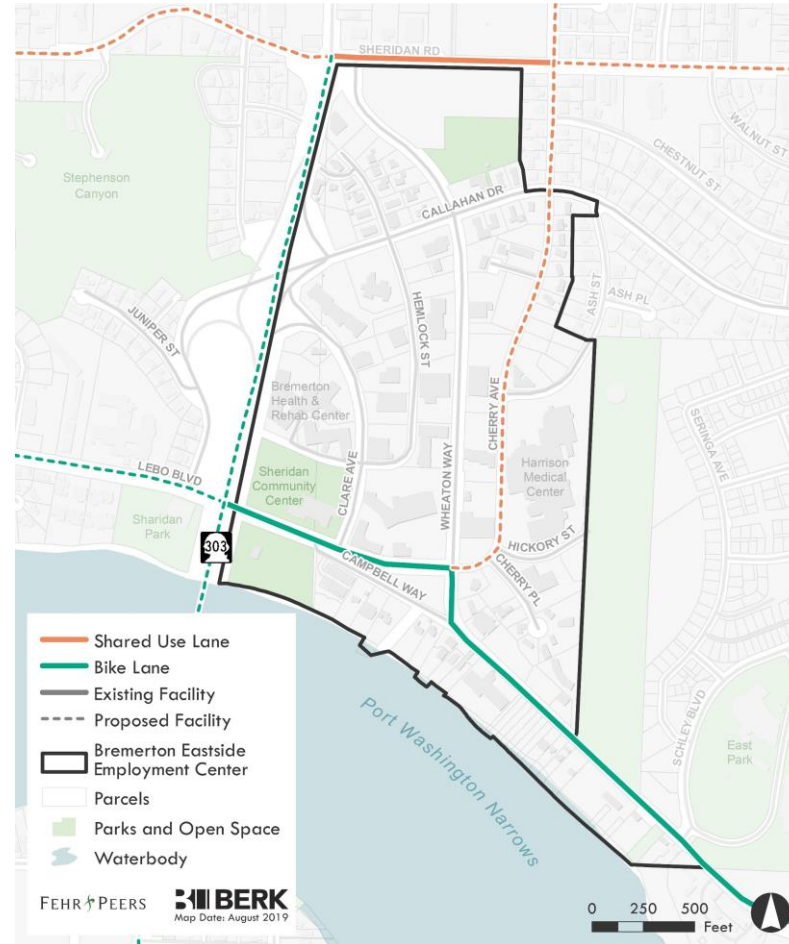 SHERIDAN RD
WALNUT ST
CHESTNUT ST
Stephenson
Canyon
CALLAHAN DR
ASH ST
ASH PL
JUNIPER ST
HEMLOCK ST
Bremerton
Health &
Rehab Center
CHERRY AVE
SERINGA AVE
LEBO BLVD
Sheridan
Community
Center
CLARE AVE
WHEATON WAY
Harrison
Medical
Center
Sharidan
Park
303
HICKORY ST
CAMPBELL WAY
CHERRY PL
SCHLEY BLVD
East
Park
Port Washington Narrows
Shared Use Lane
Bike Lane
Existing Facility
Proposed Facility
Bremerton Eastside
Employment Center
Parcels
Parks and Open Space
Waterbody
FEHR PEERS
BERK
Map Date: August 2019
0 250 500
Feet